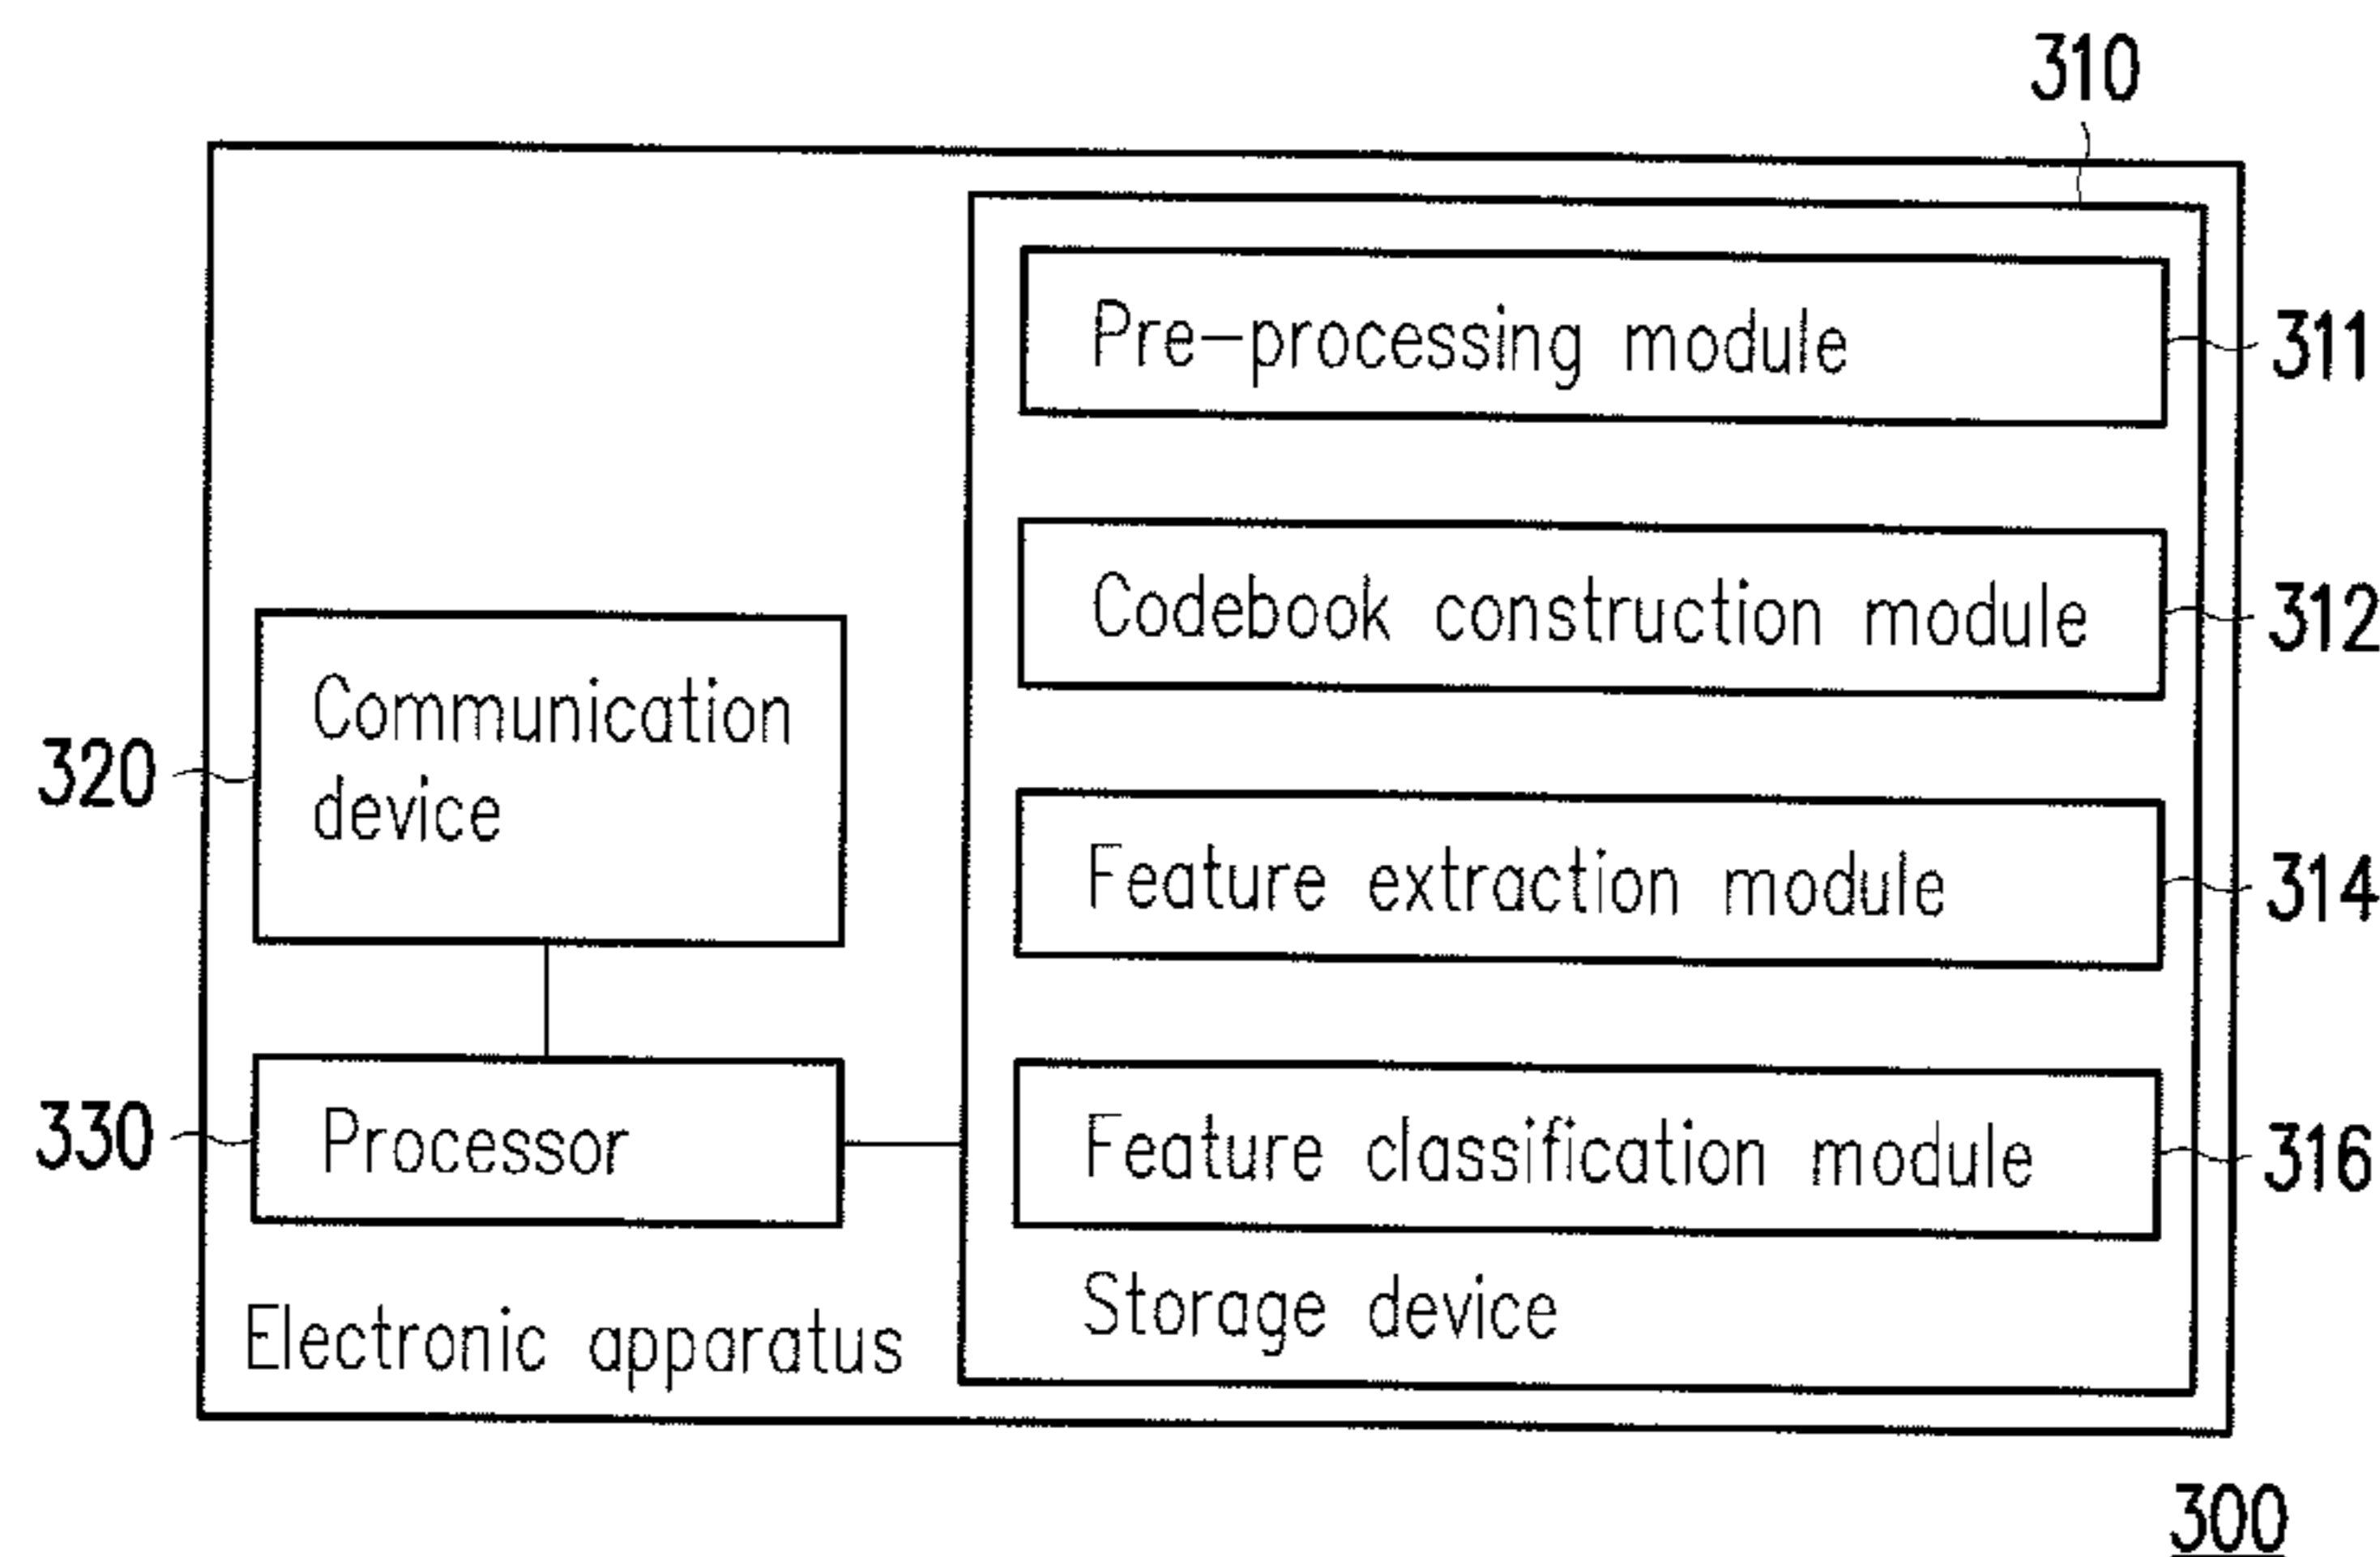 310
Pre-processing module
311
Codebook construction module
312
Communication
device
320
Feature extraction module
314
Processor
330
Feature classification module
316
Storage device
Electronic apparatus
300